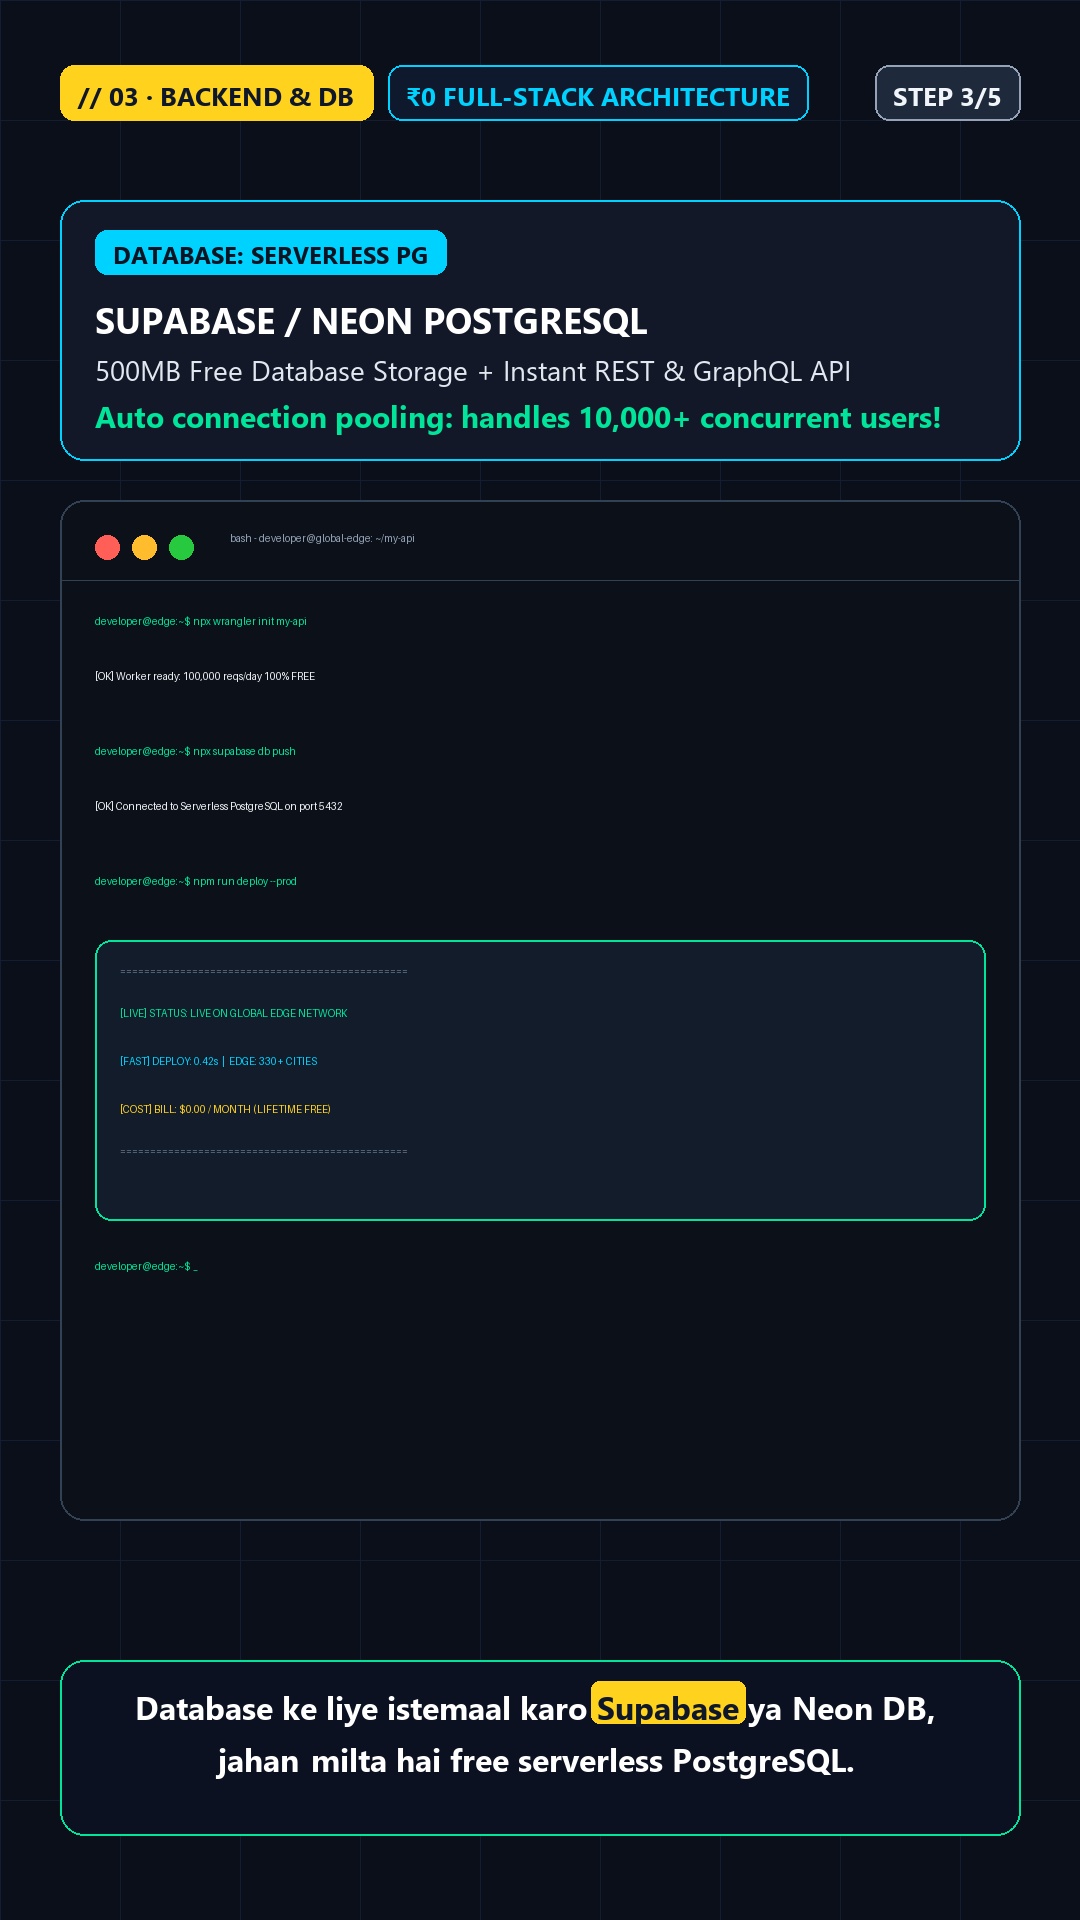 // 03 · BACKEND & DB
₹0 FULL-STACK ARCHITECTURE
STEP 3/5
DATABASE: SERVERLESS PG
SUPABASE / NEON POSTGRESQL
500MB Free Database Storage + Instant REST & GraphQL API
Auto connection pooling: handles 10,000+ concurrent users!
bash - developer@global-edge: ~/my-api
developer@edge:~$ npx wrangler init my-api
[OK] Worker ready: 100,000 reqs/day 100% FREE
developer@edge:~$ npx supabase db push
[OK] Connected to Serverless PostgreSQL on port 5432
developer@edge:~$ npm run deploy --prod
================================================
[LIVE] STATUS: LIVE ON GLOBAL EDGE NETWORK
[FAST] DEPLOY: 0.42s | EDGE: 330+ CITIES
[COST] BILL: $0.00 / MONTH (LIFETIME FREE)
================================================
developer@edge:~$ _
Database ke liye istemaal karo Supabase ya Neon DB,
jahan milta hai free serverless PostgreSQL.